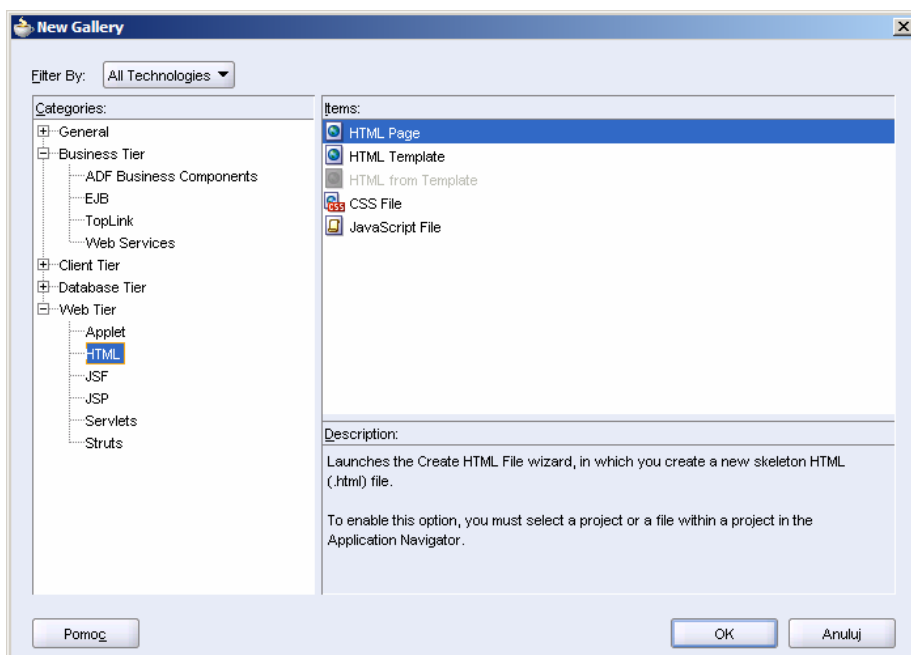 New Gallery
Filter By: All Technologies
Categories:
General
Business Tier
ADF Business Components
EJB
TopLink
Web Services
Client Tier
Database Tier
Web Tier
Applet
HTML
JSF
JSP
Servlets
Struts
Items:
HTML Page
HTML Template
HTML from Template
CSS File
JavaScript File
Description:
Launches the Create HTML File wizard, in which you create a new skeleton HTML
(.html) file.
To enable this option, you must select a project or a file within a project in the
Application Navigator.
Pomoc
OK
Anuluj